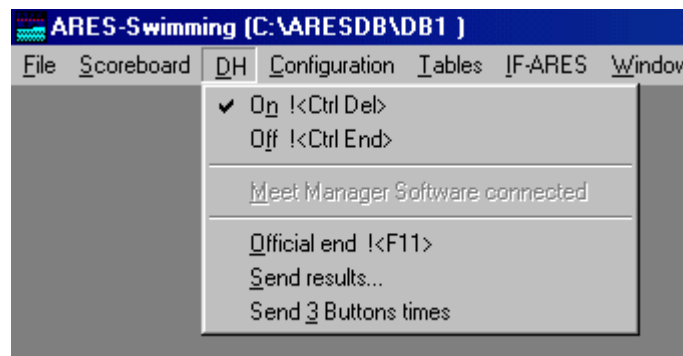 ARES-Swimming (C:\ARESDB\DB1 )
File Scoreboard DH Configuration Tables IF-ARES Window
On !<Ctrl Del>
Off !<Ctrl End>
Meet Manager Software connected
Official end !<F11>
Send results...
Send 3 Buttons times